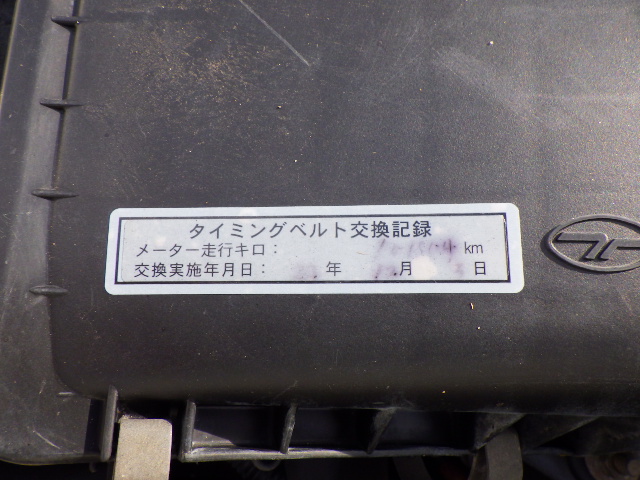 タイミングベルト交換記録
メーター走行キロ： km
交換実施年月日： 年 月 日